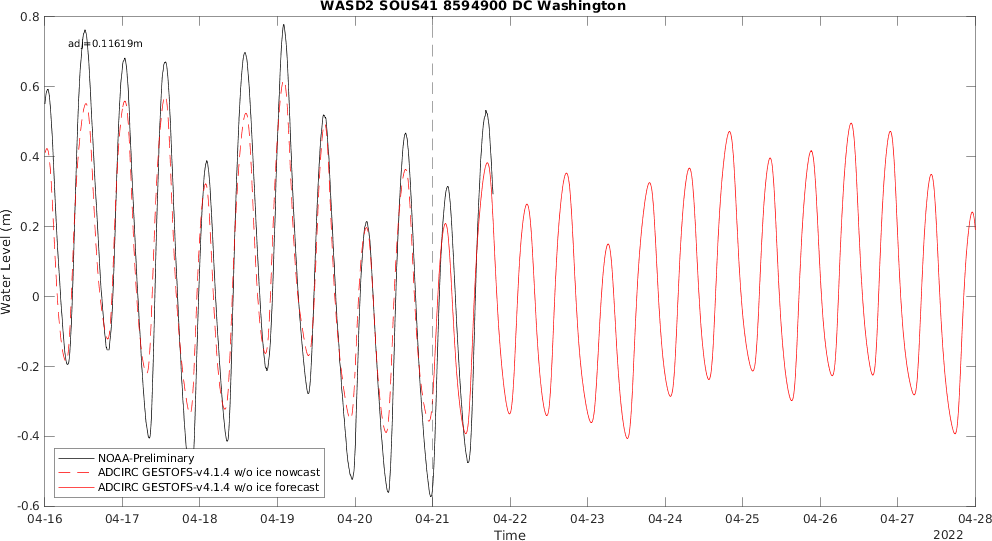 WASD2 SOUS41 8594900 DC Washington
adj=0.11619m
Water Level (m)
0.8
0.6
0.4
0.2
0
-0.2
-0.4
-0.6
NOAA-Preliminary
ADCIRC GESTOFS-v4.1.4 w/o ice nowcast
ADCIRC GESTOFS-v4.1.4 w/o ice forecast
04-16 04-17 04-18 04-19 04-20 04-21 04-22 04-23 04-24 04-25 04-26 04-27 04-28
Time
2022